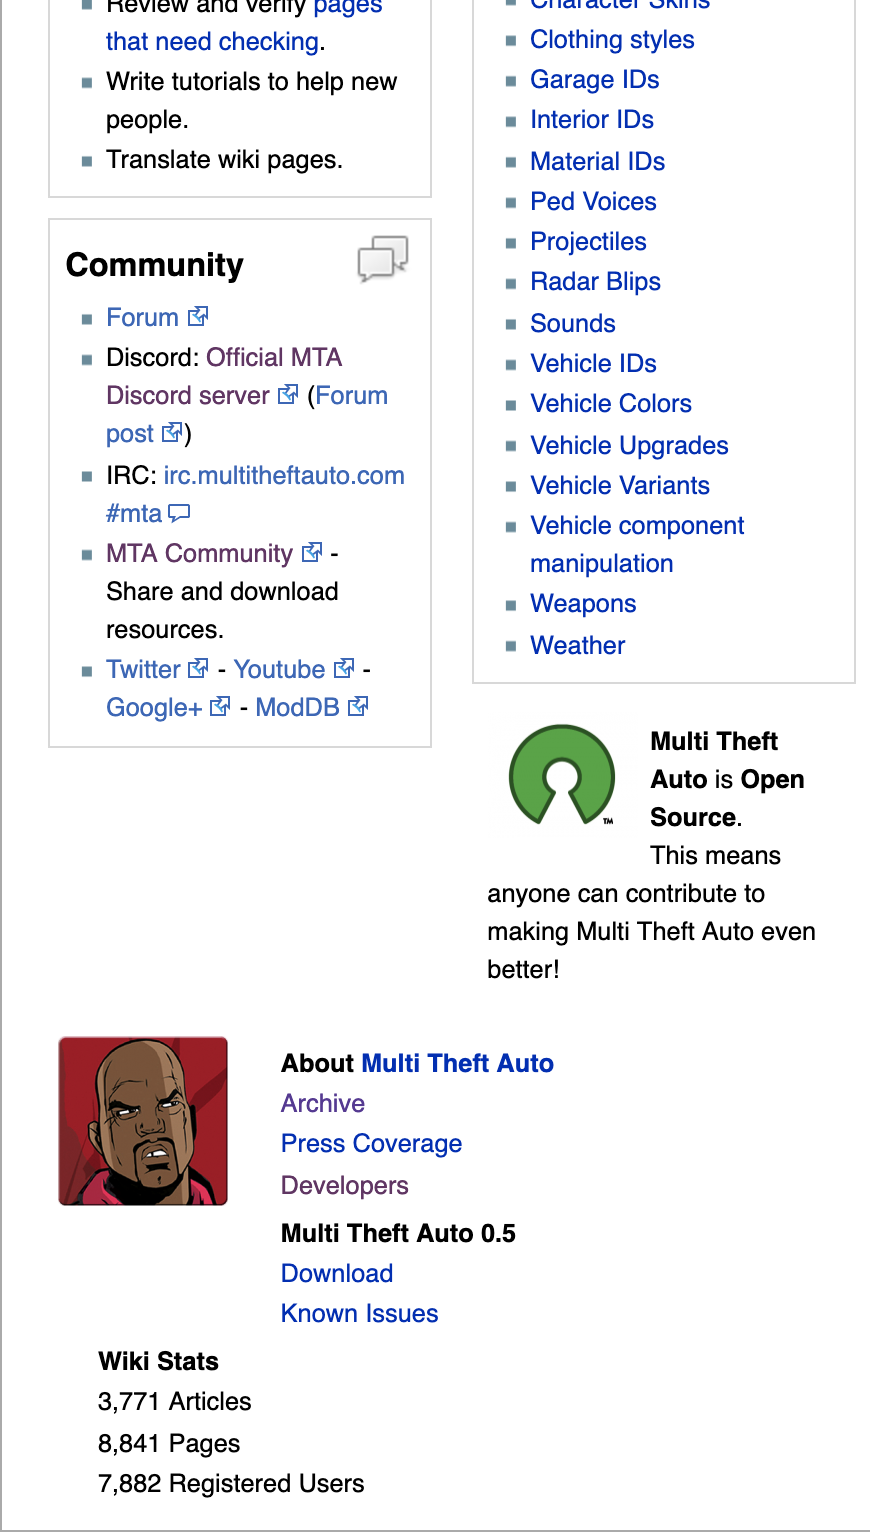 Review and verify pages
that need checking.
Write tutorials to help new
people.
Translate wiki pages.
Community
Forum
Discord: Official MTA
Discord server (Forum
post)
IRC: irc.multitheftauto.com
#mta
MTA Community -
Share and download
resources.
Twitter - Youtube -
Google+ - ModDB
Character Skins
Clothing styles
Garage IDs
Interior IDs
Material IDs
Ped Voices
Projectiles
Radar Blips
Sounds
Vehicle IDs
Vehicle Colors
Vehicle Upgrades
Vehicle Variants
Vehicle component
manipulation
Weapons
Weather
TM
Multi Theft
Auto is Open
Source.
This means
anyone can contribute to
making Multi Theft Auto even
better!
About Multi Theft Auto
Archive
Press Coverage
Developers
Multi Theft Auto 0.5
Download
Known Issues
Wiki Stats
3,771 Articles
8,841 Pages
7,882 Registered Users